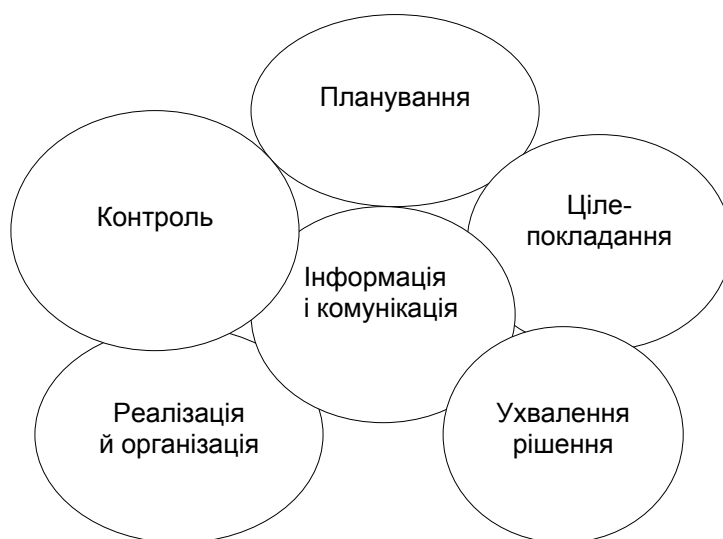 Планування
Контроль
Ціле-
покладання
Інформація
і комунікація
Реалізація
й організація
Ухвалення
рішення